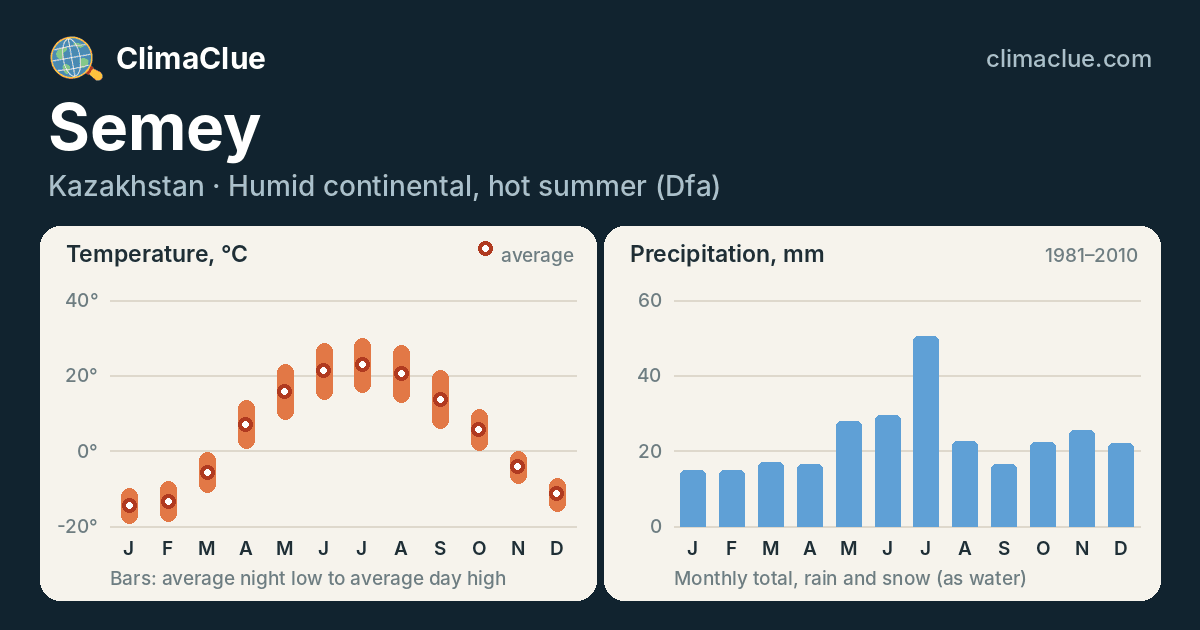 ClimaClue
climaclue.com
Semey
Kazakhstan · Humid continental, hot summer (Dfa)
Temperature, °C
average
40°
20°
0°
-20°
J F M A M J J A S O N D
Bars: average night low to average day high
Precipitation, mm
1981–2010
60
40
20
0
J F M A M J J A S O N D
Monthly total, rain and snow (as water)